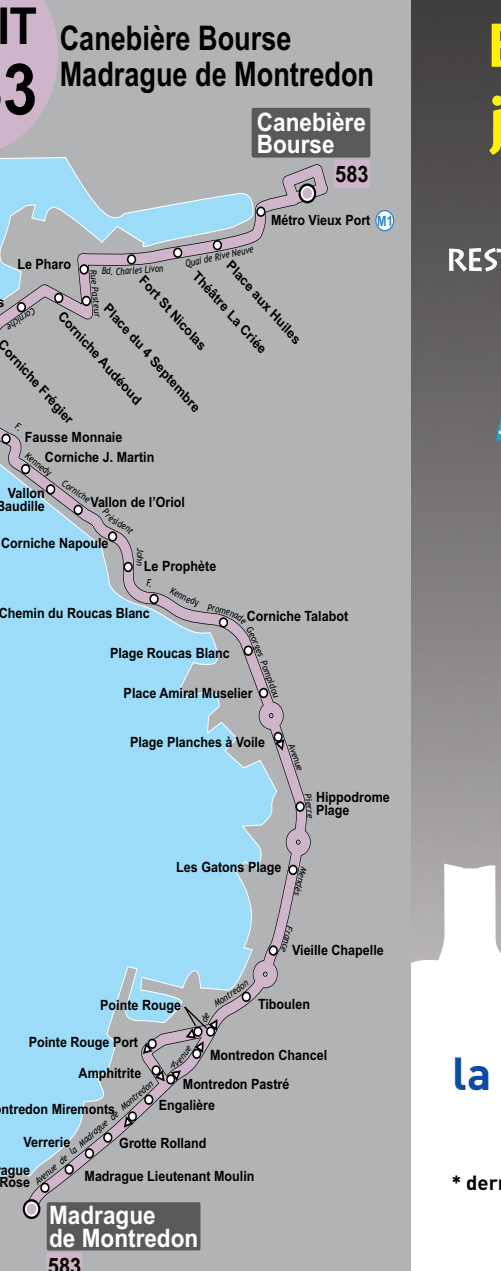 IT
3
Canebière Bourse
Madrague de Montredon
Canebière
Bourse
583
Métro Vieux Port M1
Le Pharo
Bd. Charles Livon
Quai de Rive Neuve
Rue Pasteur
Place aux Huiles
Théâtre La Criée
Fort St Nicolas
Place du 4 Septembre
Corniche Audéoud
Corniche
Corniche Frégier
F.
Fausse Monnaie
Kennedy
Corniche J. Martin
Vallon
Baudille
Corniche
Vallon de l'Oriol
Président
Corniche Napoule
John
Le Prophète
F.
Kennedy
Chemin du Roucas Blanc
Promenade
Corniche Talabot
Georges
Plage Roucas Blanc
Pompidou
Place Amiral Muselier
Plage Planches à Voile
Avenue
Pierre
Hippodrome
Plage
Les Gatons Plage
Mendès
France
Vieille Chapelle
Tiboulen
Pointe Rouge
Avenue de Montredon
Pointe Rouge Port
Montredon Chancel
Amphitrite
Montredon Pastré
Engalière
ontredon Miremonts
Avenue de la Madrague de Montredon
Verrerie
Grotte Rolland
rague
Rose
Madrague Lieutenant Moulin
Madrague
de Montredon
583
REST
la
* derr